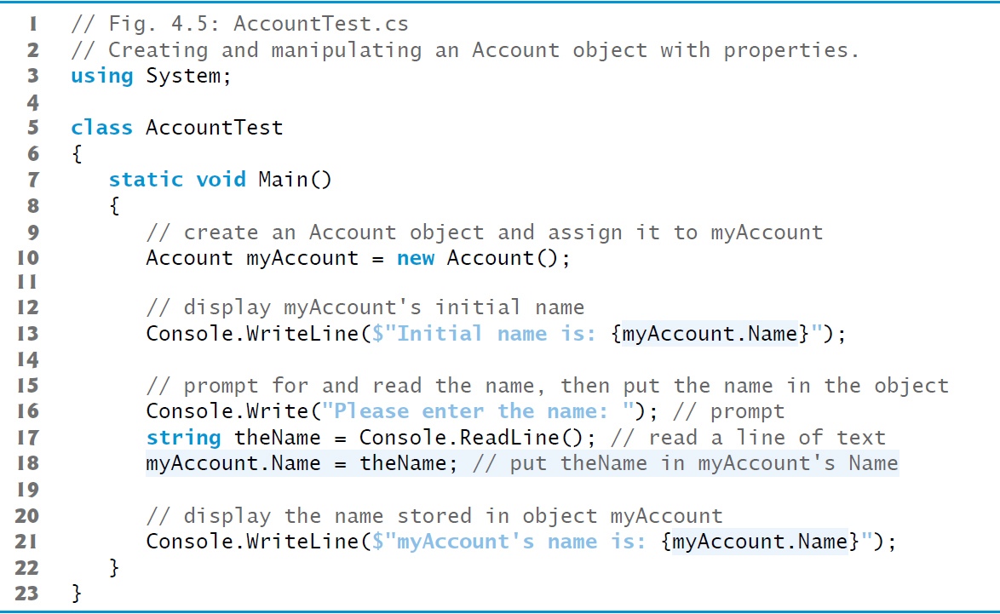 1 // Fig. 4.5: AccountTest.cs
2 // Creating and manipulating an Account object with properties.
3 using System;
4
5 class AccountTest
6 {
7    static void Main()
8    {
9       // create an Account object and assign it to myAccount
10       Account myAccount = new Account();
11
12       // display myAccount's initial name
13       Console.WriteLine($"Initial name is: {myAccount.Name}");
14
15       // prompt for and read the name, then put the name in the object
16       Console.Write("Please enter the name: "); // prompt
17       string theName = Console.ReadLine(); // read a line of text
18       myAccount.Name = theName; // put theName in myAccount's Name
19
20       // display the name stored in object myAccount
21       Console.WriteLine($"myAccount's name is: {myAccount.Name}");
22    }
23 }